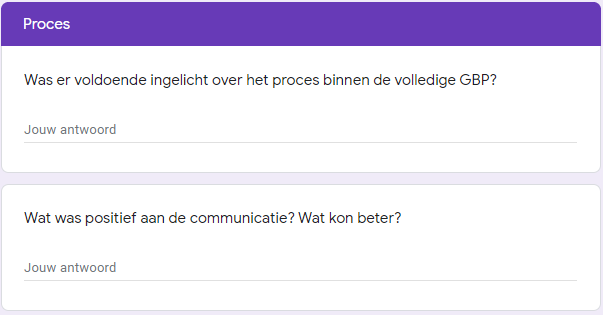 Proces
Was er voldoende ingelicht over het proces binnen de volledige GBP?
Jouw antwoord
Wat was positief aan de communicatie? Wat kon beter?
Jouw antwoord